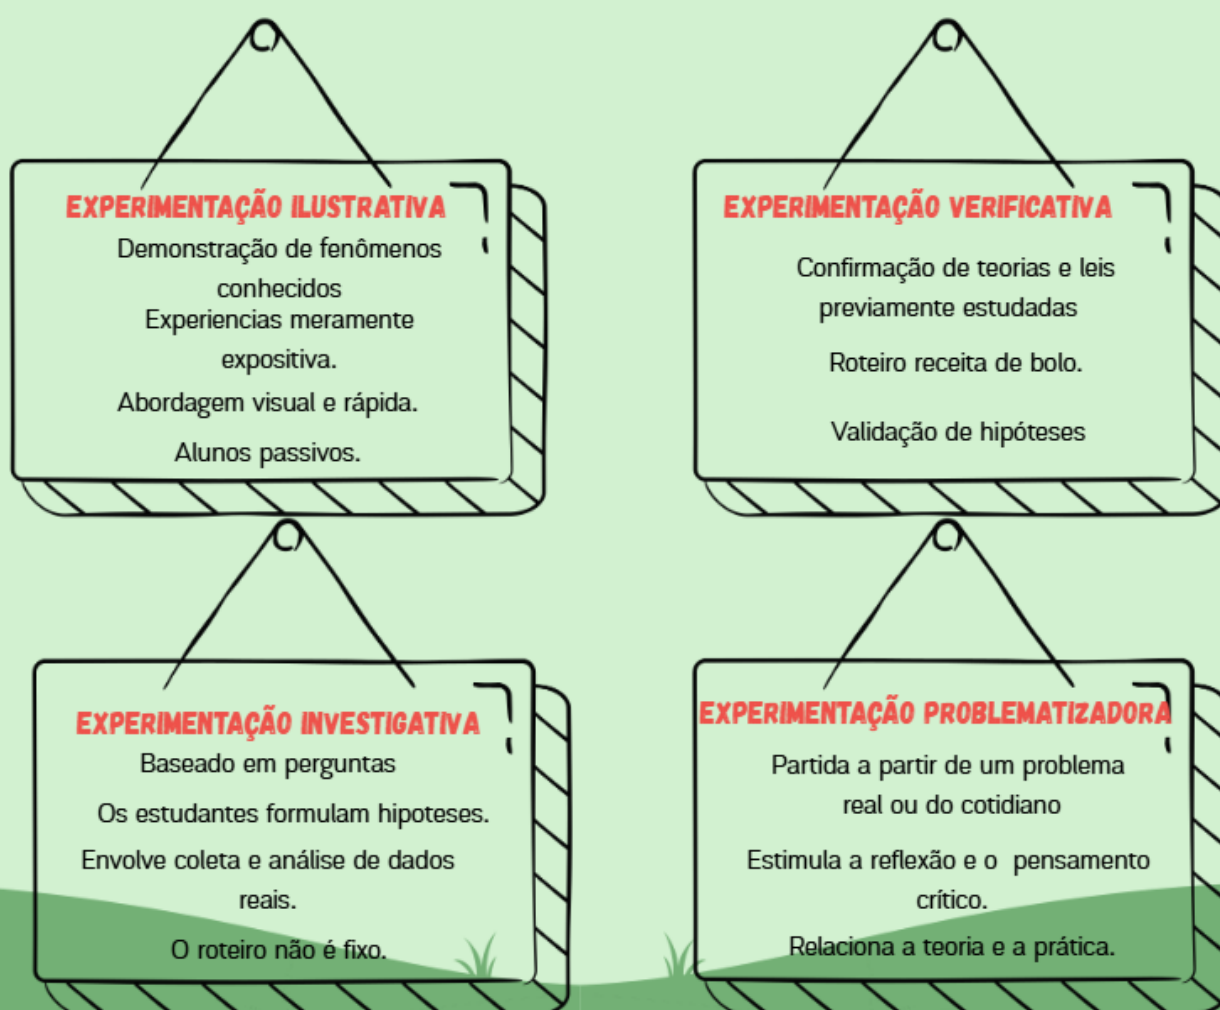 EXPERIMENTAÇÃO ILUSTRATIVA
Demonstração de fenômenos
conhecidos
Experiencias meramente
expositiva.
Abordagem visual e rápida.
Alunos passivos.
EXPERIMENTAÇÃO VERIFICATIVA
Confirmação de teorias e leis
previamente estudadas
Roteiro receita de bolo.
Validação de hipóteses
EXPERIMENTAÇÃO INVESTIGATIVA
Baseado em perguntas
Os estudantes formulam hipoteses.
Envolve coleta e análise de dados
reais.
O roteiro não é fixo.
EXPERIMENTAÇÃO PROBLEMATIZADORA
Partida a partir de um problema
real ou do cotidiano
Estimula a reflexão e o  pensamento
crítico.
Relaciona a teoria e a prática.